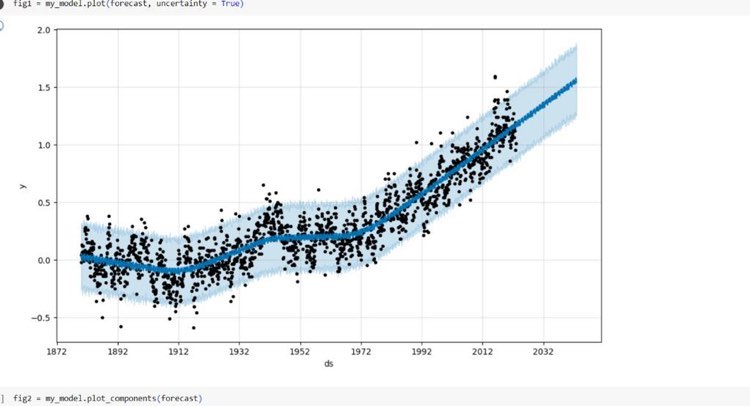 fig1 = my_model.plot(forecast, uncertainty = True)
2.0
1.5
1.0
0.5
0.0
−0.5
y
1872 1892 1912 1932 1952 1972 1992 2012 2032
ds
] fig2 = my_model.plot_components(forecast)